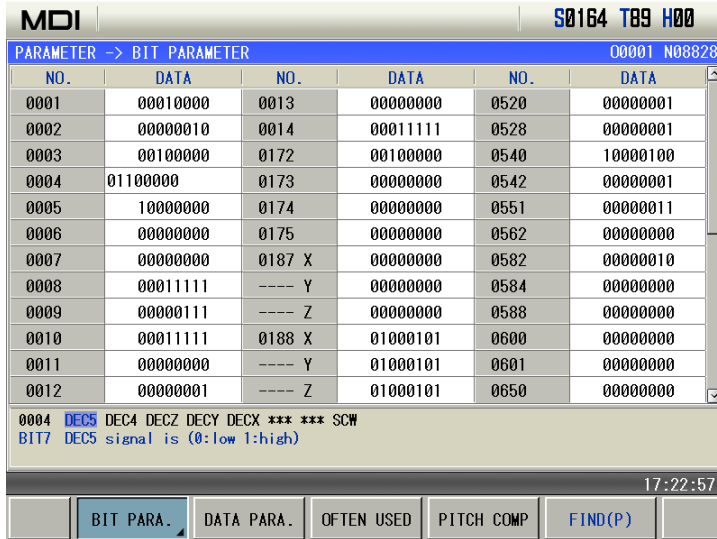 MDI S0164 T89 H00
PARAMETER -> BIT PARAMETER O0001 N08828
NO. DATA NO. DATA NO. DATA
0001 00010000 0013 00000000 0520 00000001
0002 00000010 0014 00011111 0528 00000001
0003 00100000 0172 00100000 0540 10000100
0004 01100000 0173 00000000 0542 00000001
0005 10000000 0174 00000000 0551 00000011
0006 00000000 0175 00000000 0562 00000000
0007 00000000 0187 X 00000000 0582 00000010
0008 00011111 ---- Y 00000000 0584 00000000
0009 00000111 ---- Z 00000000 0588 00000000
0010 00011111 0188 X 01000101 0600 00000000
0011 00000000 ---- Y 01000101 0601 00000000
0012 00000001 ---- Z 01000101 0650 00000000
0004 DEC5 DEC4 DECZ DECY DECX *** *** SCW
BIT7 DEC5 signal is (0:low 1:high)
17:22:57
BIT PARA. DATA PARA. OFTEN USED PITCH COMP FIND(P)